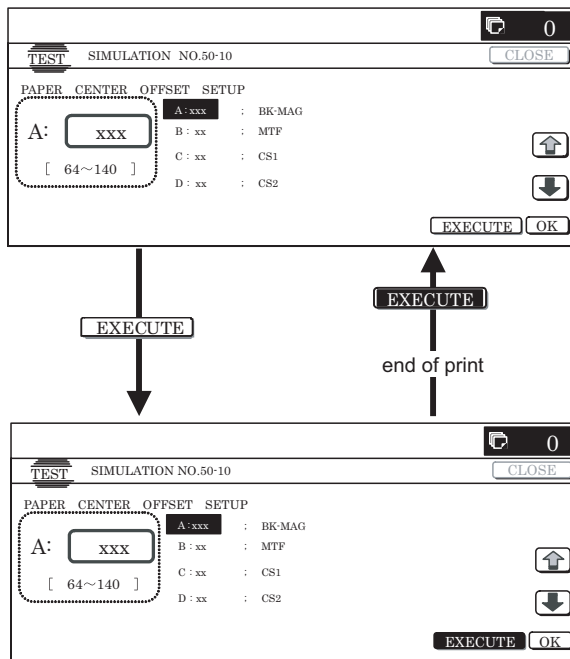 0
TEST SIMULATION NO.50-10 CLOSE
PAPER CENTER OFFSET SETUP
A: xxx
[ 64～140 ]
A:xxx : BK-MAG
B : xx : MTF
C : xx : CS1
D : xx : CS2
EXECUTE OK
EXECUTE
EXECUTE
end of print
0
TEST SIMULATION NO.50-10 CLOSE
PAPER CENTER OFFSET SETUP
A: xxx
[ 64～140 ]
A:xxx : BK-MAG
B : xx : MTF
C : xx : CS1
D : xx : CS2
EXECUTE OK